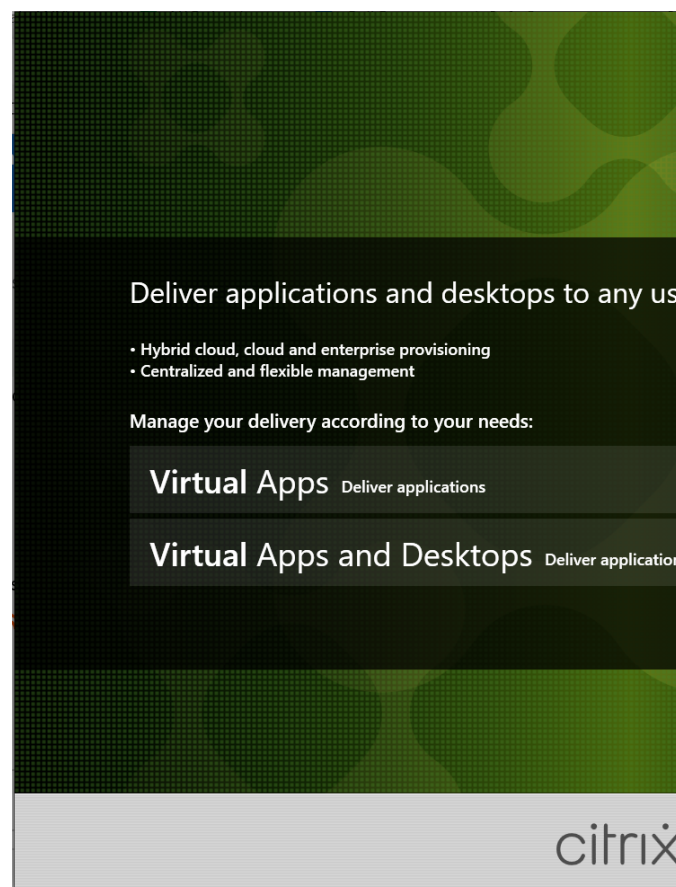 Deliver applications and desktops to any us
• Hybrid cloud, cloud and enterprise provisioning
• Centralized and flexible management
Manage your delivery according to your needs:
Virtual Apps Deliver applications
Virtual Apps and Desktops Deliver application
citrix